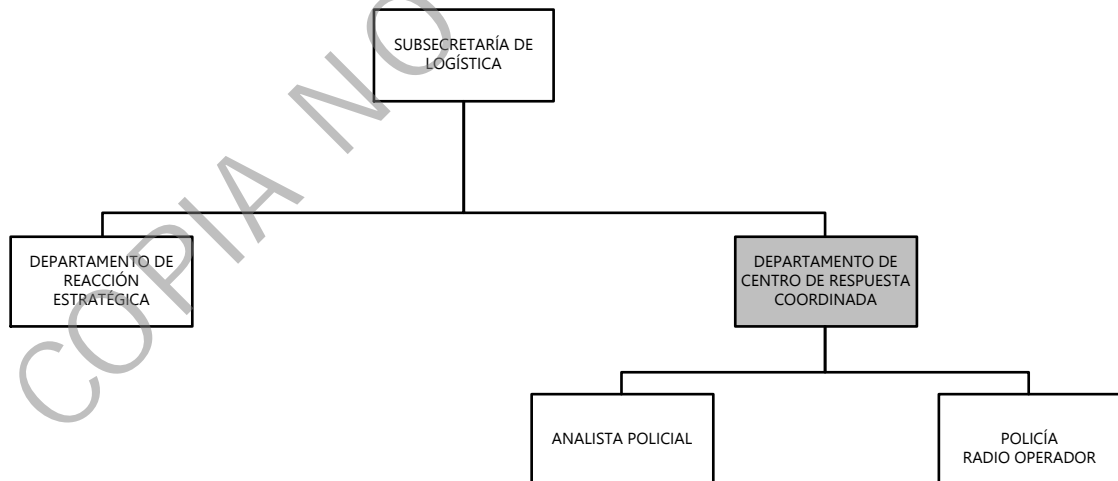 SUBSECRETARÍA DE
LOGÍSTICA
DEPARTAMENTO DE
REACCIÓN
ESTRATÉGICA
DEPARTAMENTO DE
CENTRO DE RESPUESTA
COORDINADA
ANALISTA POLICIAL
POLICÍA
RADIO OPERADOR
COPIA NO